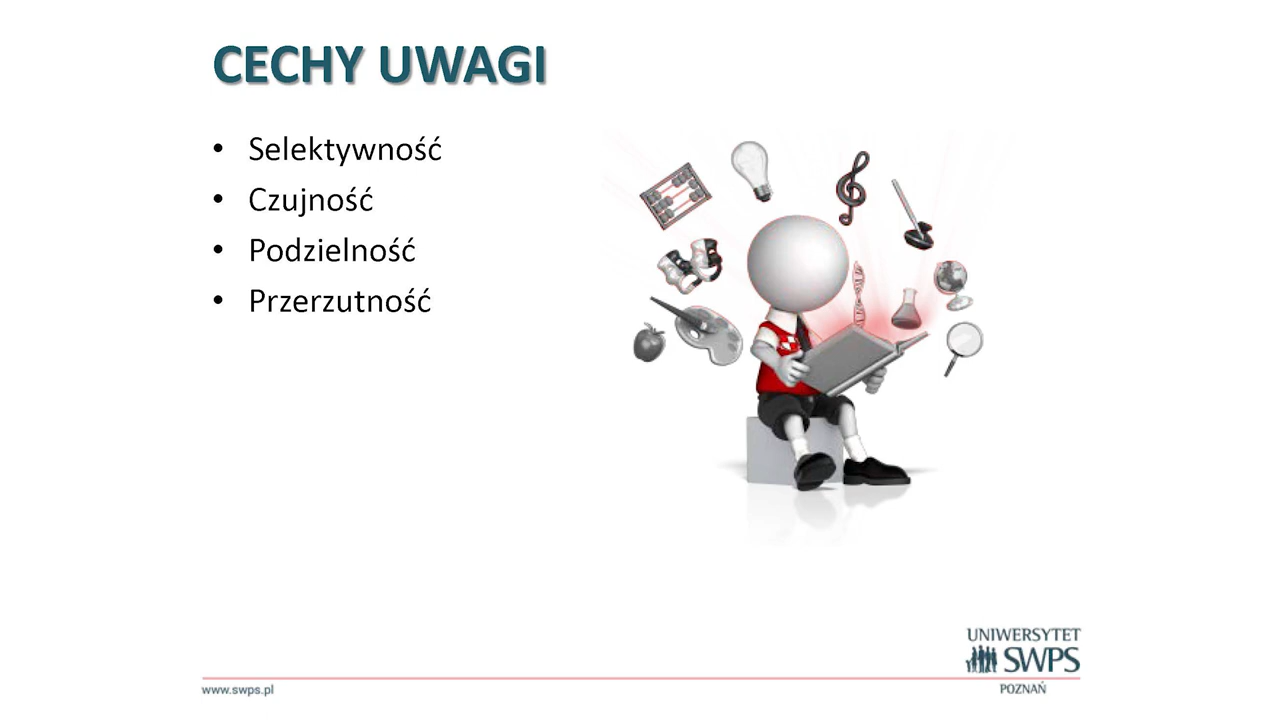 CECHY UWAGI
• Selektywność
• Czujność
• Podzielność
• Przerzutność
UNIWERSYTET
SWPS
www.swps.pl
POZNAŃ